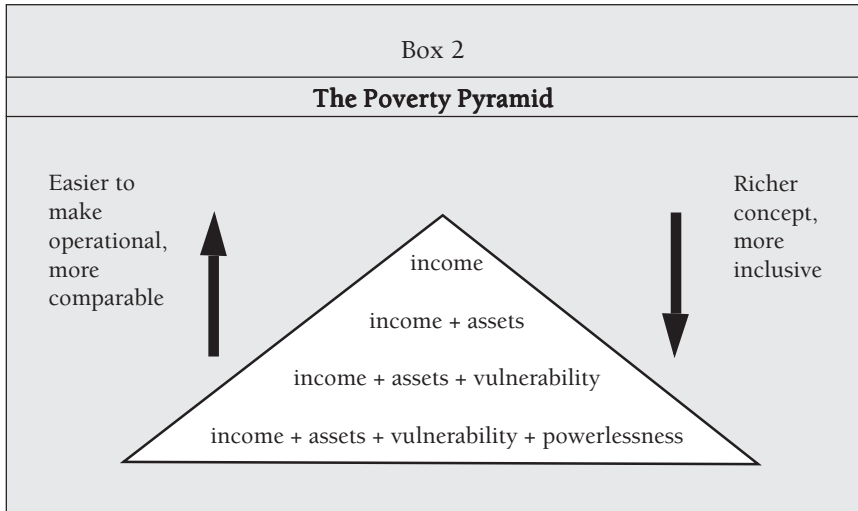 Box 2
The Poverty Pyramid
Easier to
make
operational,
more
comparable
Richer
concept,
more
inclusive
income
income + assets
income + assets + vulnerability
income + assets + vulnerability + powerlessness